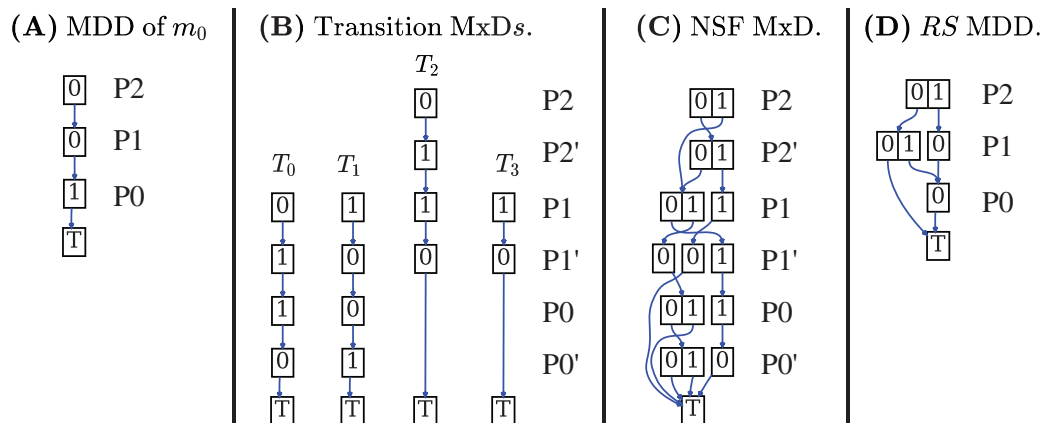 (A) MDD of m₀
(B) Transition MxDs.
(C) NSF MxD.
(D) RS MDD.
0 P2
0 P1
1 P0
T
T₂
0 P2
1 P2'
T₀ T₁ T₃
0 1 1 1 P1
1 0 0 0 P1'
1 0 P0
0 1 P0'
T T T T
0 1 P2
0 1 P2'
0 1 1 P1
0 0 1 P1'
0 1 1 P0
0 1 0 P0'
T
0 1 P2
0 1 0 P1
0 P0
T